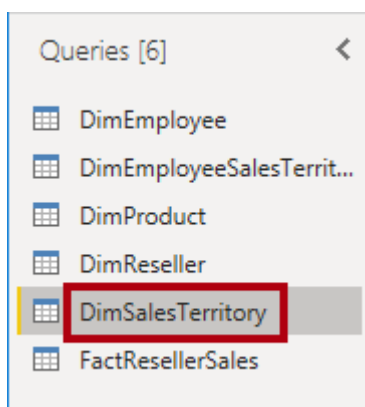 Queries [6]
DimEmployee
DimEmployeeSalesTerrit...
DimProduct
DimReseller
DimSalesTerritory
FactResellerSales